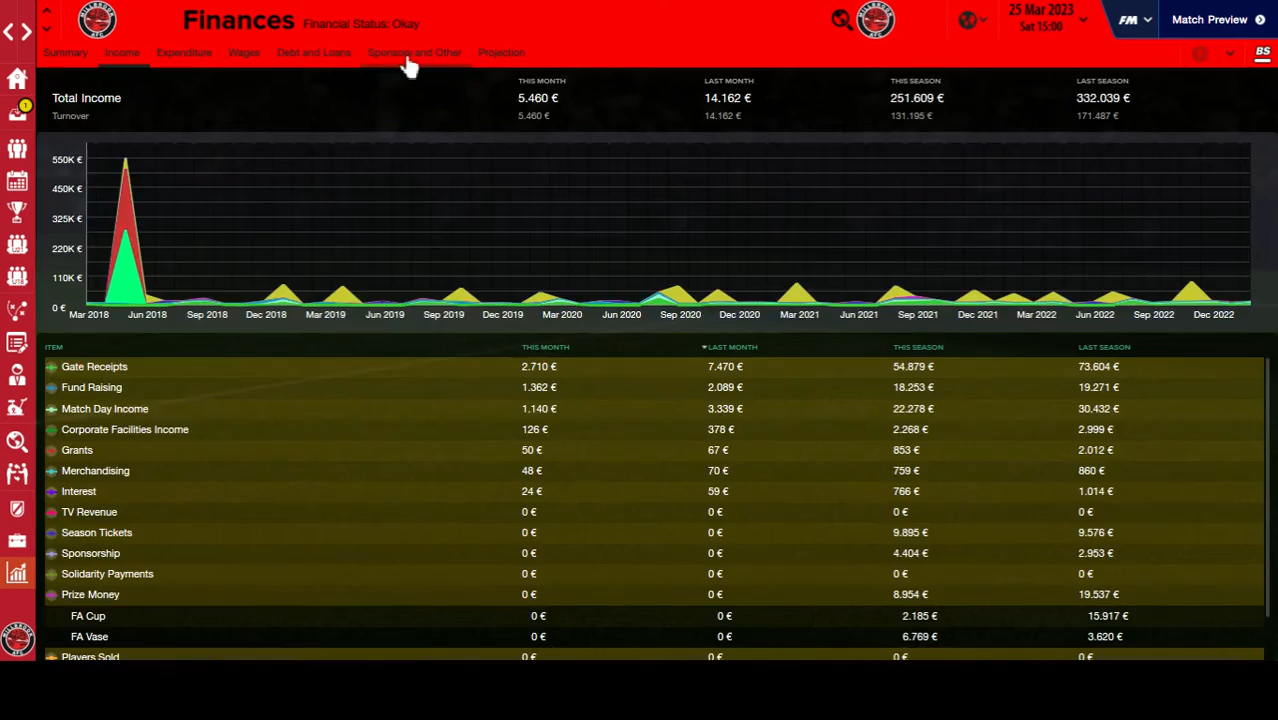 Finances
Financial Status: Okay
25 Mar 2023
Sat 15:00
FM
Match Preview
Summary
Income
Expenditure
Wages
Debt and Loans
Sponsors and Other
Projection
BS
1
THIS MONTH
LAST MONTH
THIS SEASON
LAST SEASON
Total Income 5.460 € 14.162 € 251.609 € 332.039 €
Turnover 5.460 € 14.162 € 131.195 € 171.487 €
550K €
450K €
325K €
220K €
110K €
0 €
Mar 2018 Jun 2018 Sep 2018 Dec 2018 Mar 2019 Jun 2019 Sep 2019 Dec 2019 Mar 2020 Jun 2020 Sep 2020 Dec 2020 Mar 2021 Jun 2021 Sep 2021 Dec 2021 Mar 2022 Jun 2022 Sep 2022 Dec 2022
ITEM THIS MONTH LAST MONTH THIS SEASON LAST SEASON
Gate Receipts 2.710 € 7.470 € 54.879 € 73.604 €
Fund Raising 1.362 € 2.089 € 18.253 € 19.271 €
Match Day Income 1.140 € 3.339 € 22.278 € 30.432 €
Corporate Facilities Income 126 € 378 € 2.268 € 2.999 €
Grants 50 € 67 € 853 € 2.012 €
Merchandising 48 € 70 € 759 € 860 €
Interest 24 € 59 € 766 € 1.014 €
TV Revenue 0 € 0 € 0 € 0 €
Season Tickets 0 € 0 € 9.895 € 9.576 €
Sponsorship 0 € 0 € 4.404 € 2.953 €
Solidarity Payments 0 € 0 € 0 € 0 €
Prize Money 0 € 0 € 8.954 € 19.537 €
FA Cup 0 € 0 € 2.185 € 15.917 €
FA Vase 0 € 0 € 6.769 € 3.620 €
Players Sold 0 € 0 € 0 € 0 €
U21
U18
MILLBROOK
AFC